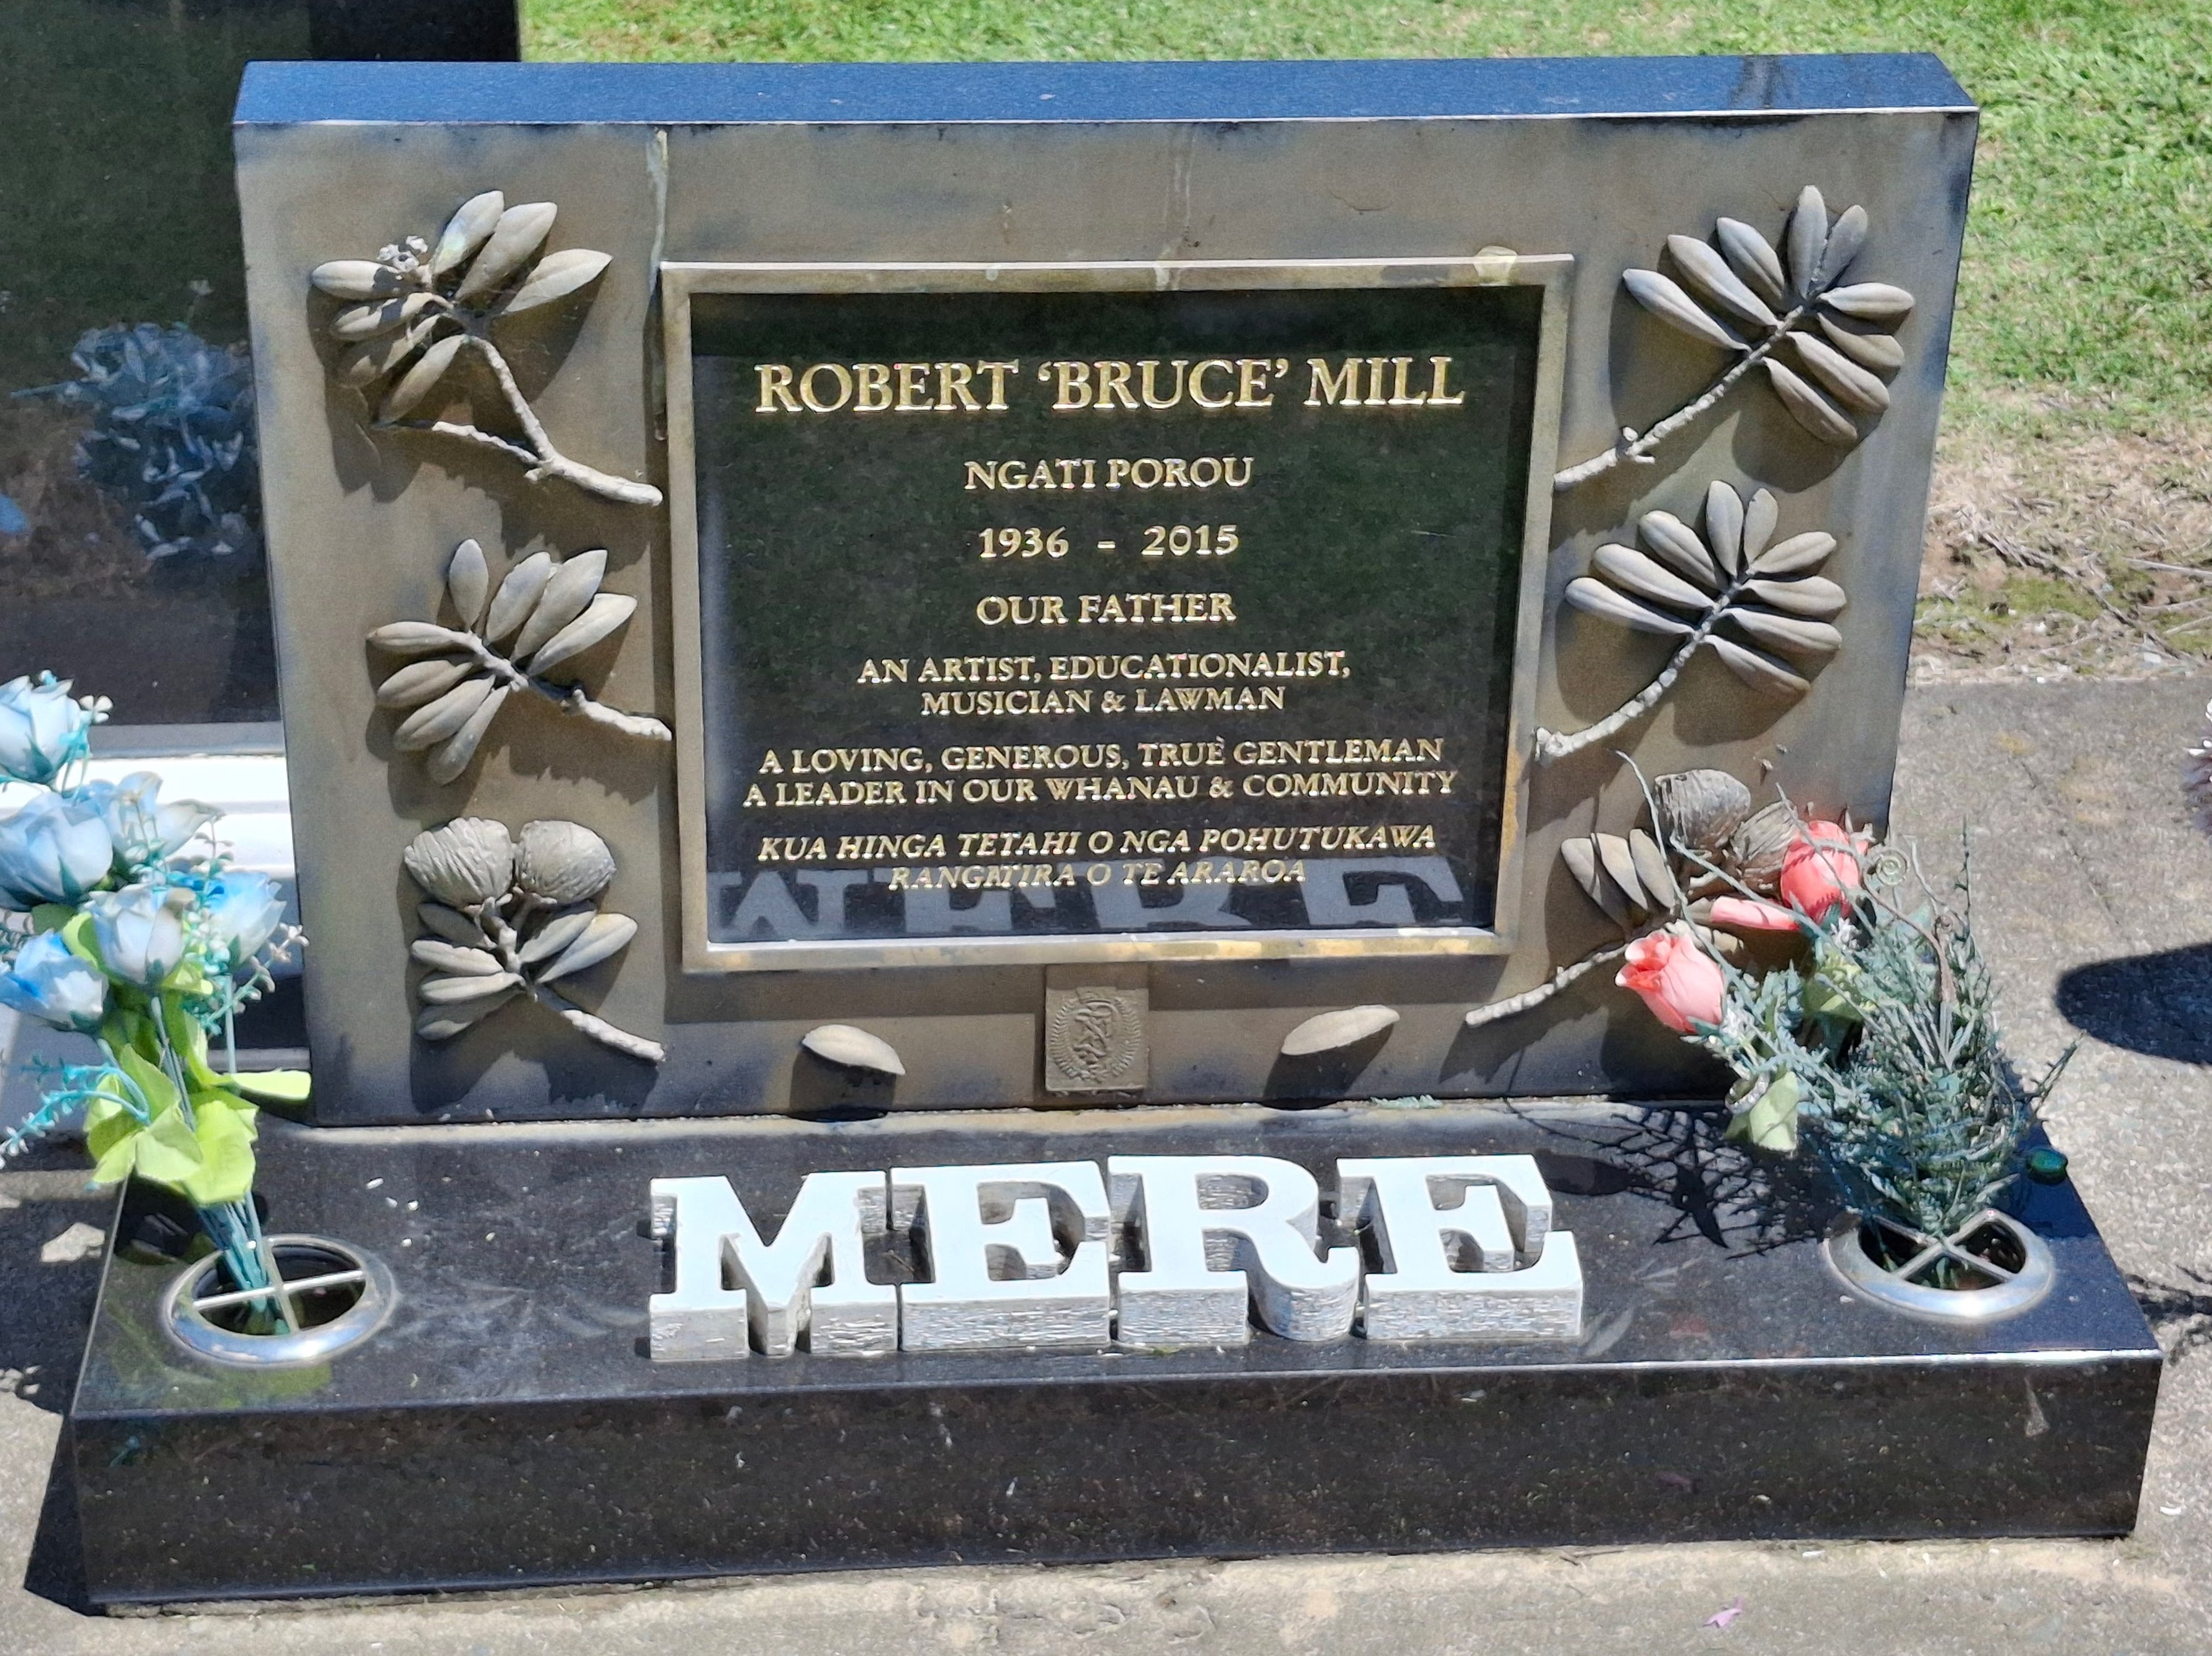 ROBERT ‘BRUCE’ MILL
NGATI POROU
1936 - 2015
OUR FATHER
AN ARTIST, EDUCATIONALIST,
MUSICIAN & LAWMAN
A LOVING, GENEROUS, TRUE GENTLEMAN
A LEADER IN OUR WHANAU & COMMUNITY
KUA HINGA TETAHI O NGA POHUTUKAWA
RANGATIRA O TE ARAROA
MERE